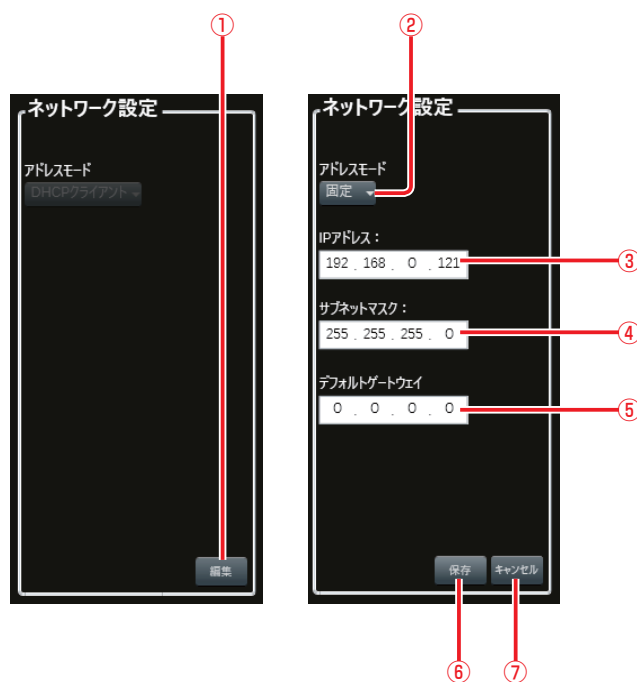 ① ②
ネットワーク設定
アドレスモード
DHCPクライアント
編集
ネットワーク設定
アドレスモード
固定
IPアドレス：
192 . 168 . 0 . 121
③
サブネットマスク：
255 . 255 . 255 . 0
④
デフォルトゲートウェイ
0 . 0 . 0 . 0
⑤
保存 キャンセル
⑥ ⑦